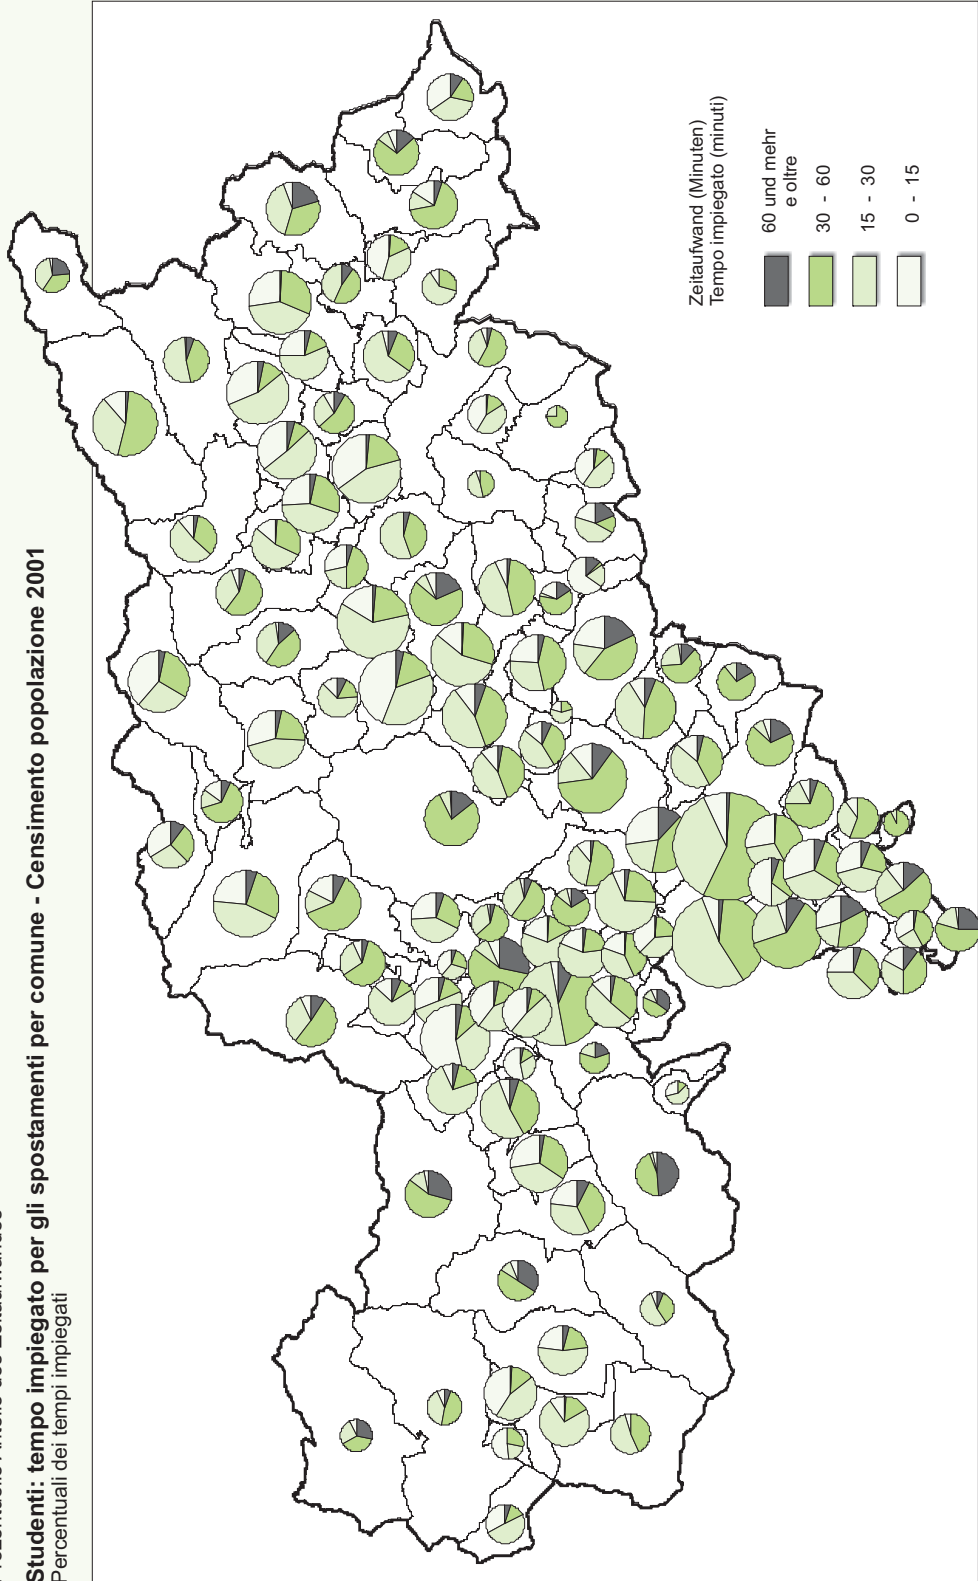 Studenti: tempo impiegato per gli spostamenti per comune - Censimento popolazione 2001
Percentuali dei tempi impiegati
Zeitaufwand (Minuten)
Tempo impiegato (minuti)
60 und mehr
e oltre
30 - 60
15 - 30
0 - 15